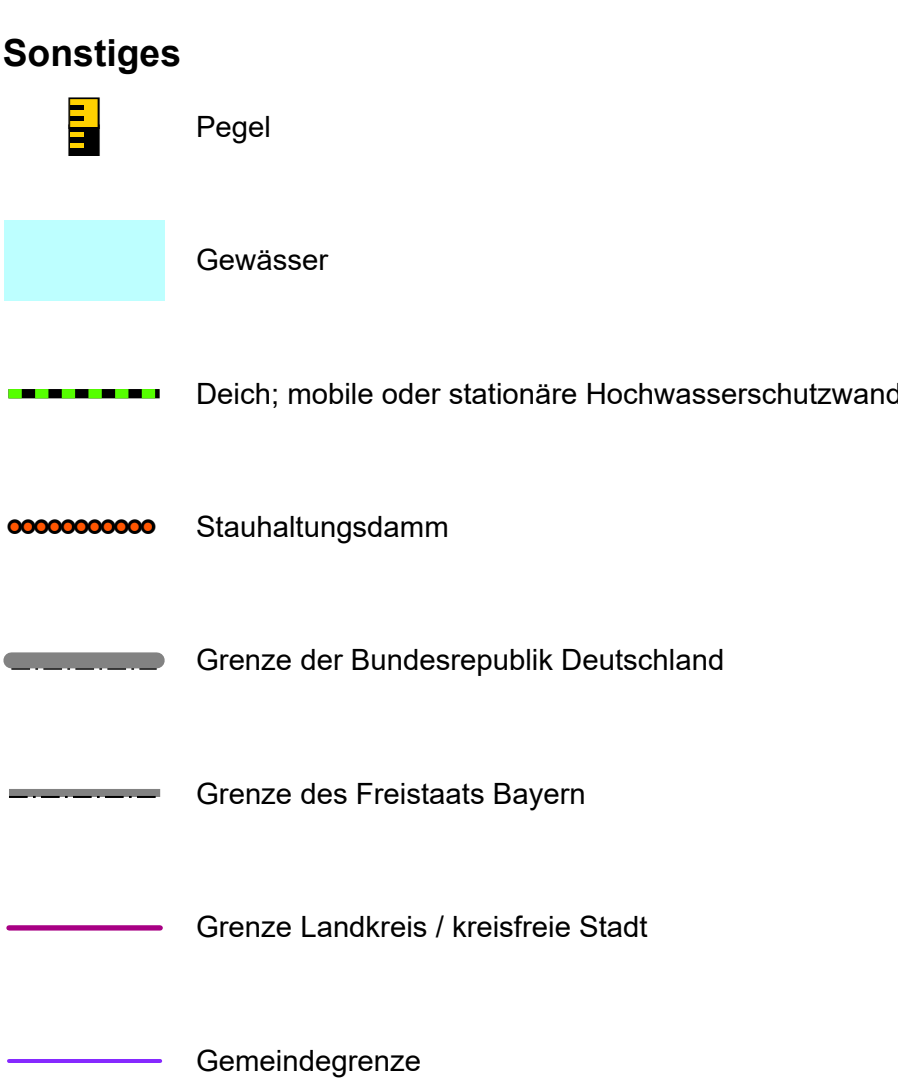 Sonstiges
Pegel
Gewässer
Deich; mobile oder stationäre Hochwasserschutzwand
Stauhaltungsdamm
Grenze der Bundesrepublik Deutschland
Grenze des Freistaats Bayern
Grenze Landkreis / kreisfreie Stadt
Gemeindegrenze